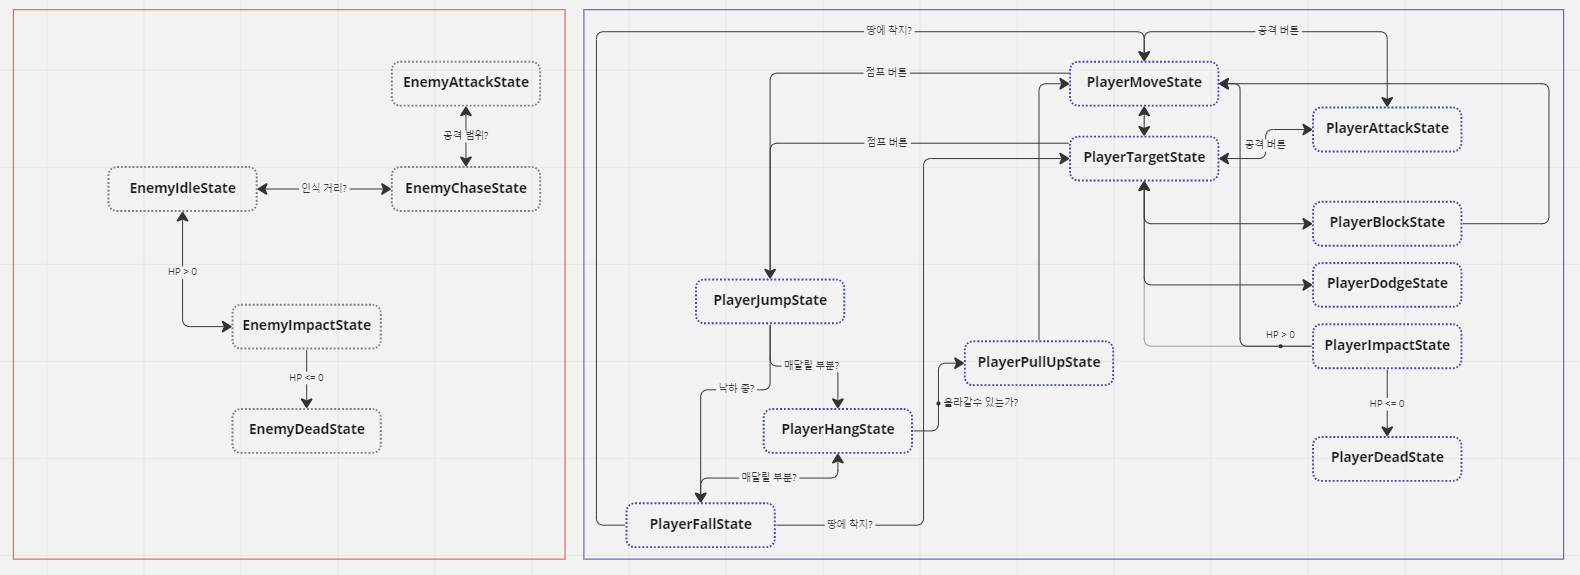 EnemyAttackState
공격 범위?
EnemyIdleState
인식 거리?
EnemyChaseState
HP > 0
EnemyImpactState
HP <= 0
EnemyDeadState
땅에 착지?
공격 버튼
점프 버튼
PlayerMoveState
PlayerAttackState
점프 버튼
PlayerTargetState
공격 버튼
PlayerBlockState
PlayerDodgeState
PlayerJumpState
HP > 0
PlayerImpactState
매달릴 부분?
PlayerPullUpState
낙하 중?
올라갈수 있는가?
HP <= 0
PlayerHangState
PlayerDeadState
매달릴 부분?
PlayerFallState
땅에 착지?